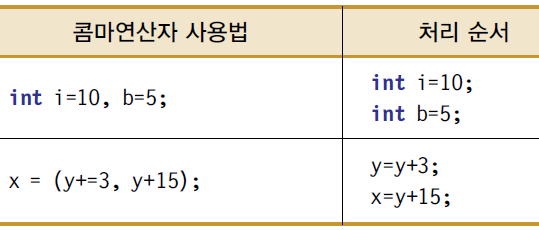 콤마연산자 사용법
처리 순서
int i=10, b=5;
int i=10;
int b=5;
x = (y+=3, y+15);
y=y+3;
x=y+15;